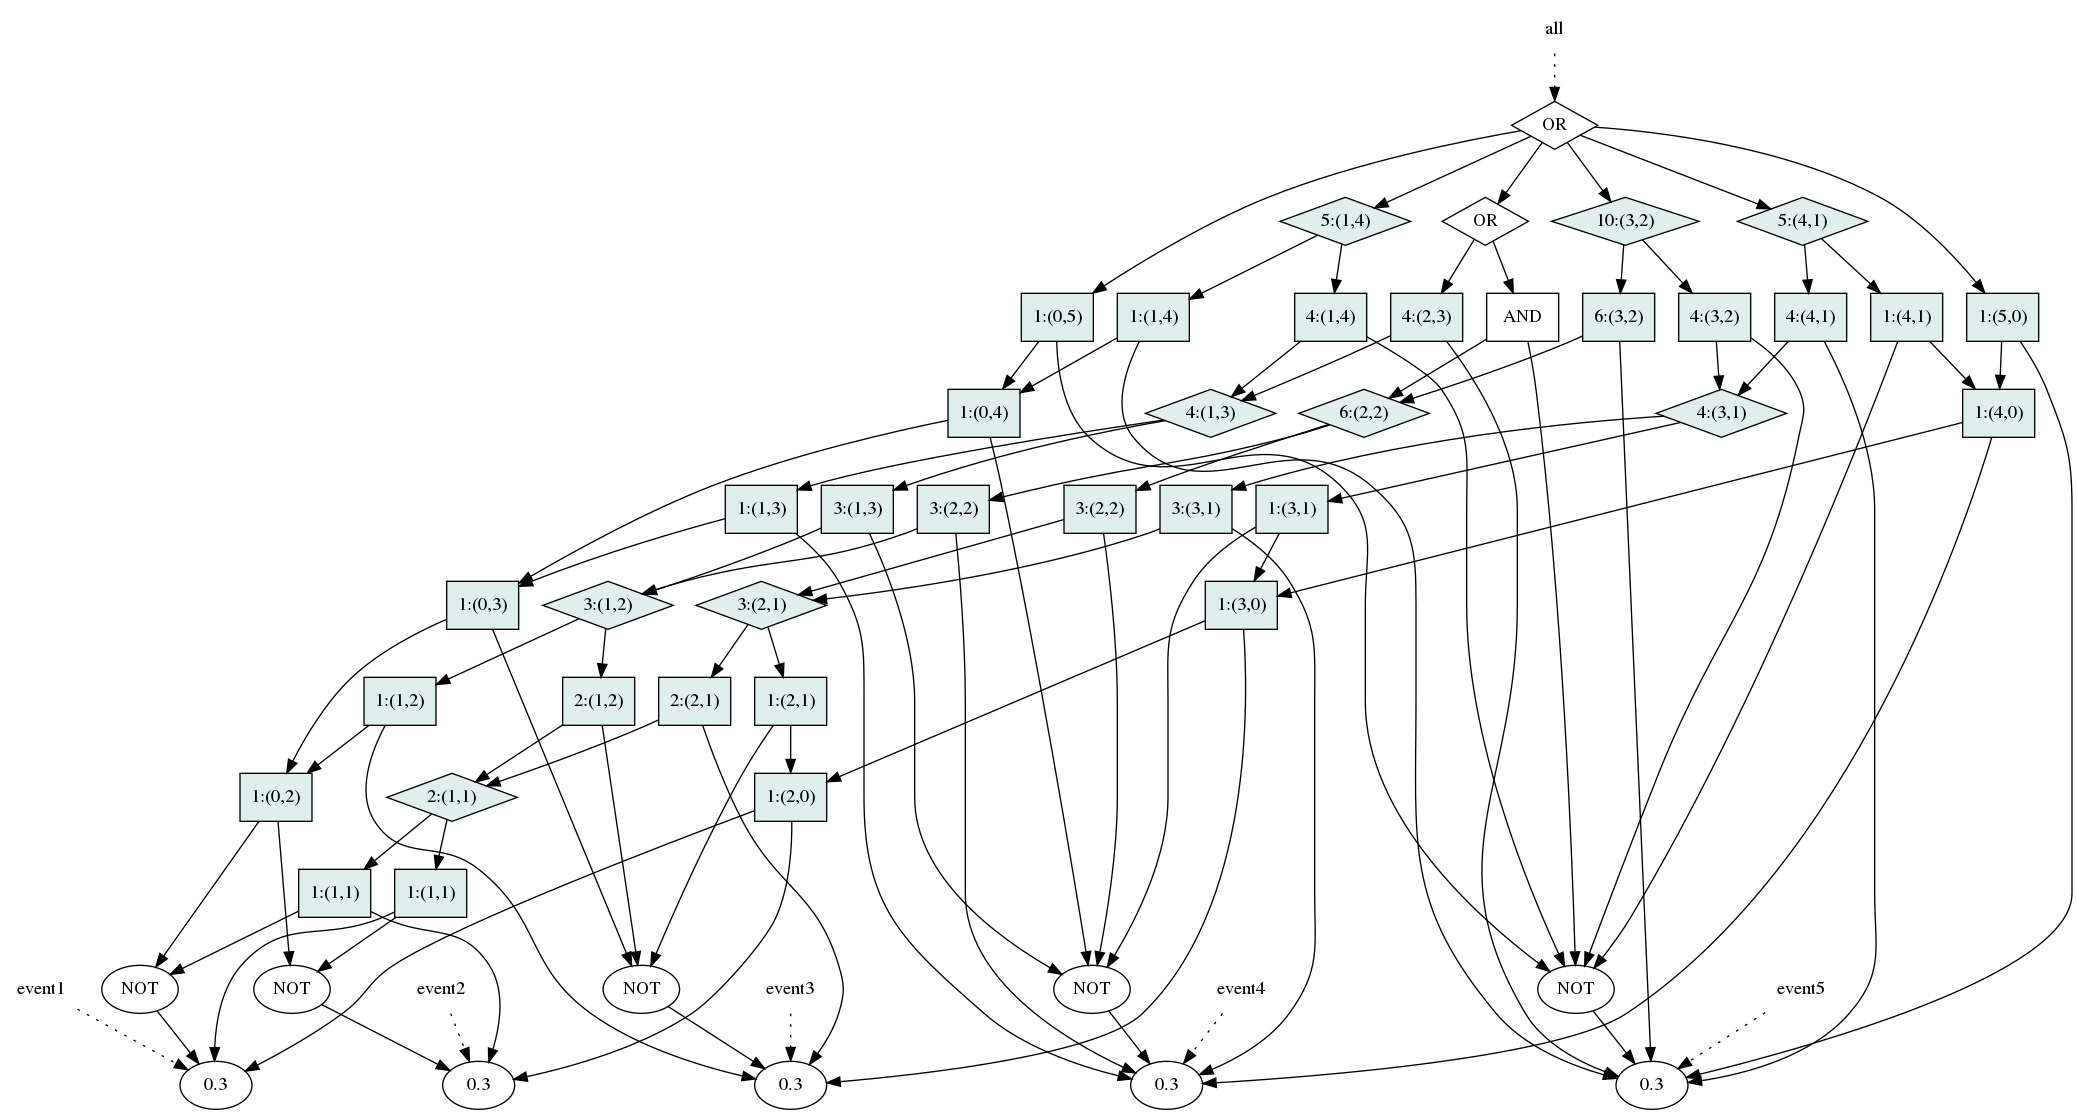 all
OR
5:(1,4)
OR
10:(3,2)
5:(4,1)
1:(0,5)
1:(1,4)
4:(1,4)
4:(2,3)
AND
6:(3,2)
4:(3,2)
4:(4,1)
1:(4,1)
1:(5,0)
1:(0,4)
4:(1,3)
6:(2,2)
4:(3,1)
1:(4,0)
1:(1,3)
3:(1,3)
3:(2,2)
3:(2,2)
3:(3,1)
1:(3,1)
1:(0,3)
3:(1,2)
3:(2,1)
1:(3,0)
1:(1,2)
2:(1,2)
2:(2,1)
1:(2,1)
1:(0,2)
2:(1,1)
1:(2,0)
1:(1,1)
1:(1,1)
event1
NOT
NOT
event2
NOT
event3
NOT
event4
NOT
event5
0.3
0.3
0.3
0.3
0.3